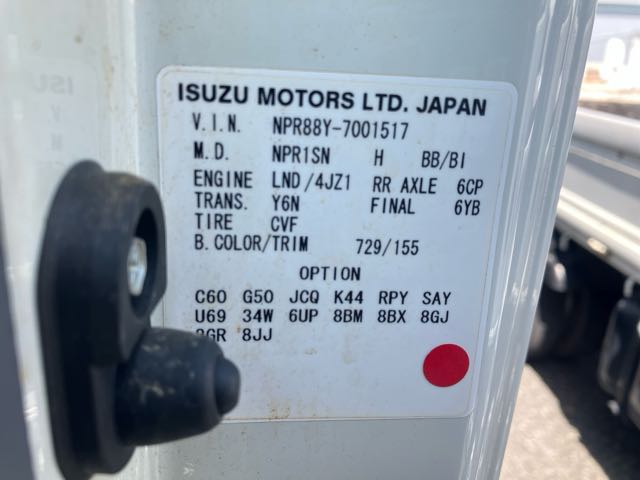 ISUZU MOTORS LTD. JAPAN
V.I.N. NPR88Y-7001517
M.D. NPR1SN H BB/BI
ENGINE LND/4JZ1 RR AXLE 6CP
TRANS. Y6N FINAL 6YB
TIRE CVF
B.COLOR/TRIM 729/155
OPTION
C60 G50 JCQ K44 RPY SAY
U69 34W 6UP 8BM 8BX 8GJ
8GR 8JJ